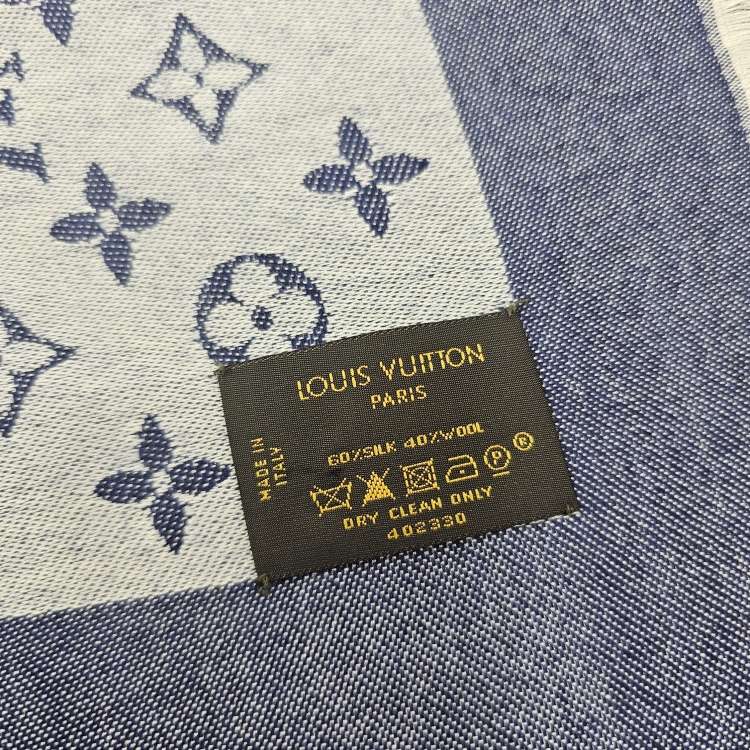 LOUIS VUITTON
PARIS
MADE IN
ITALY
60%SILK 40%WOOL
P
®
DRY CLEAN ONLY
402330